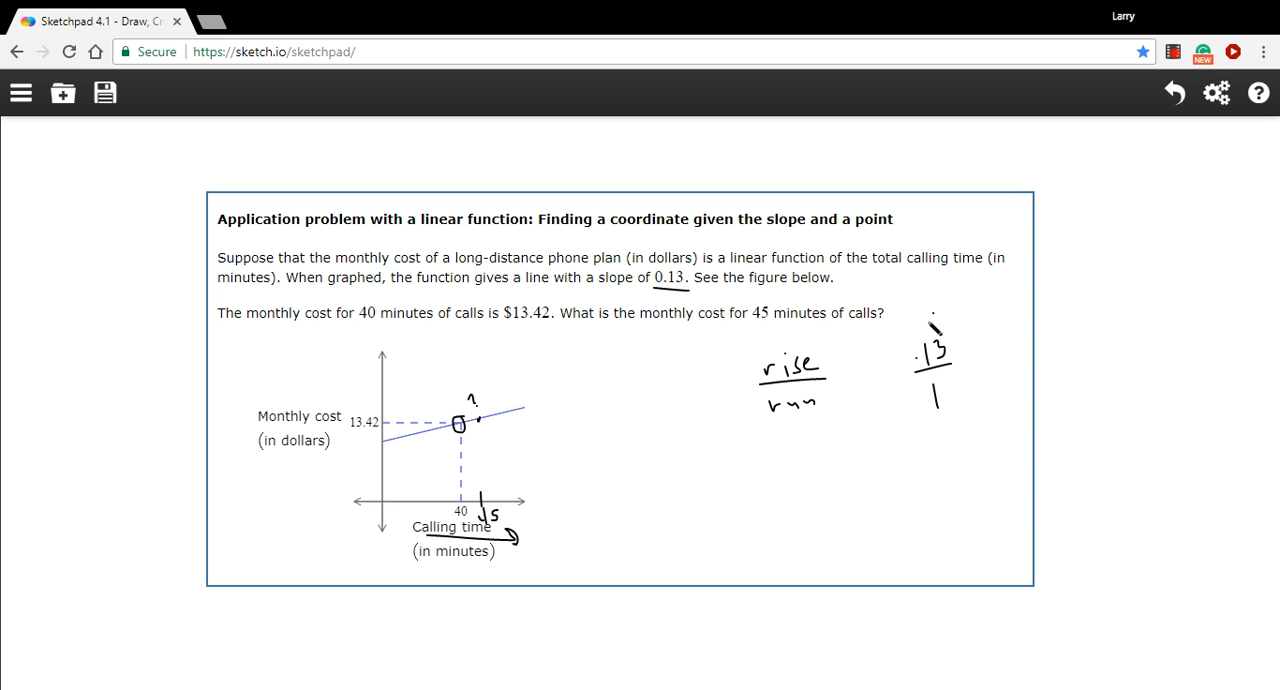 Larry
Sketchpad 4.1 - Draw, Cr
Secure https://sketch.io/sketchpad/
NEW
Application problem with a linear function: Finding a coordinate given the slope and a point
Suppose that the monthly cost of a long-distance phone plan (in dollars) is a linear function of the total calling time (in
minutes). When graphed, the function gives a line with a slope of 0.13. See the figure below.
The monthly cost for 40 minutes of calls is $13.42. What is the monthly cost for 45 minutes of calls?
rise
run
.13
1
?
Monthly cost
(in dollars)
13.42
40
45
Calling time
(in minutes)